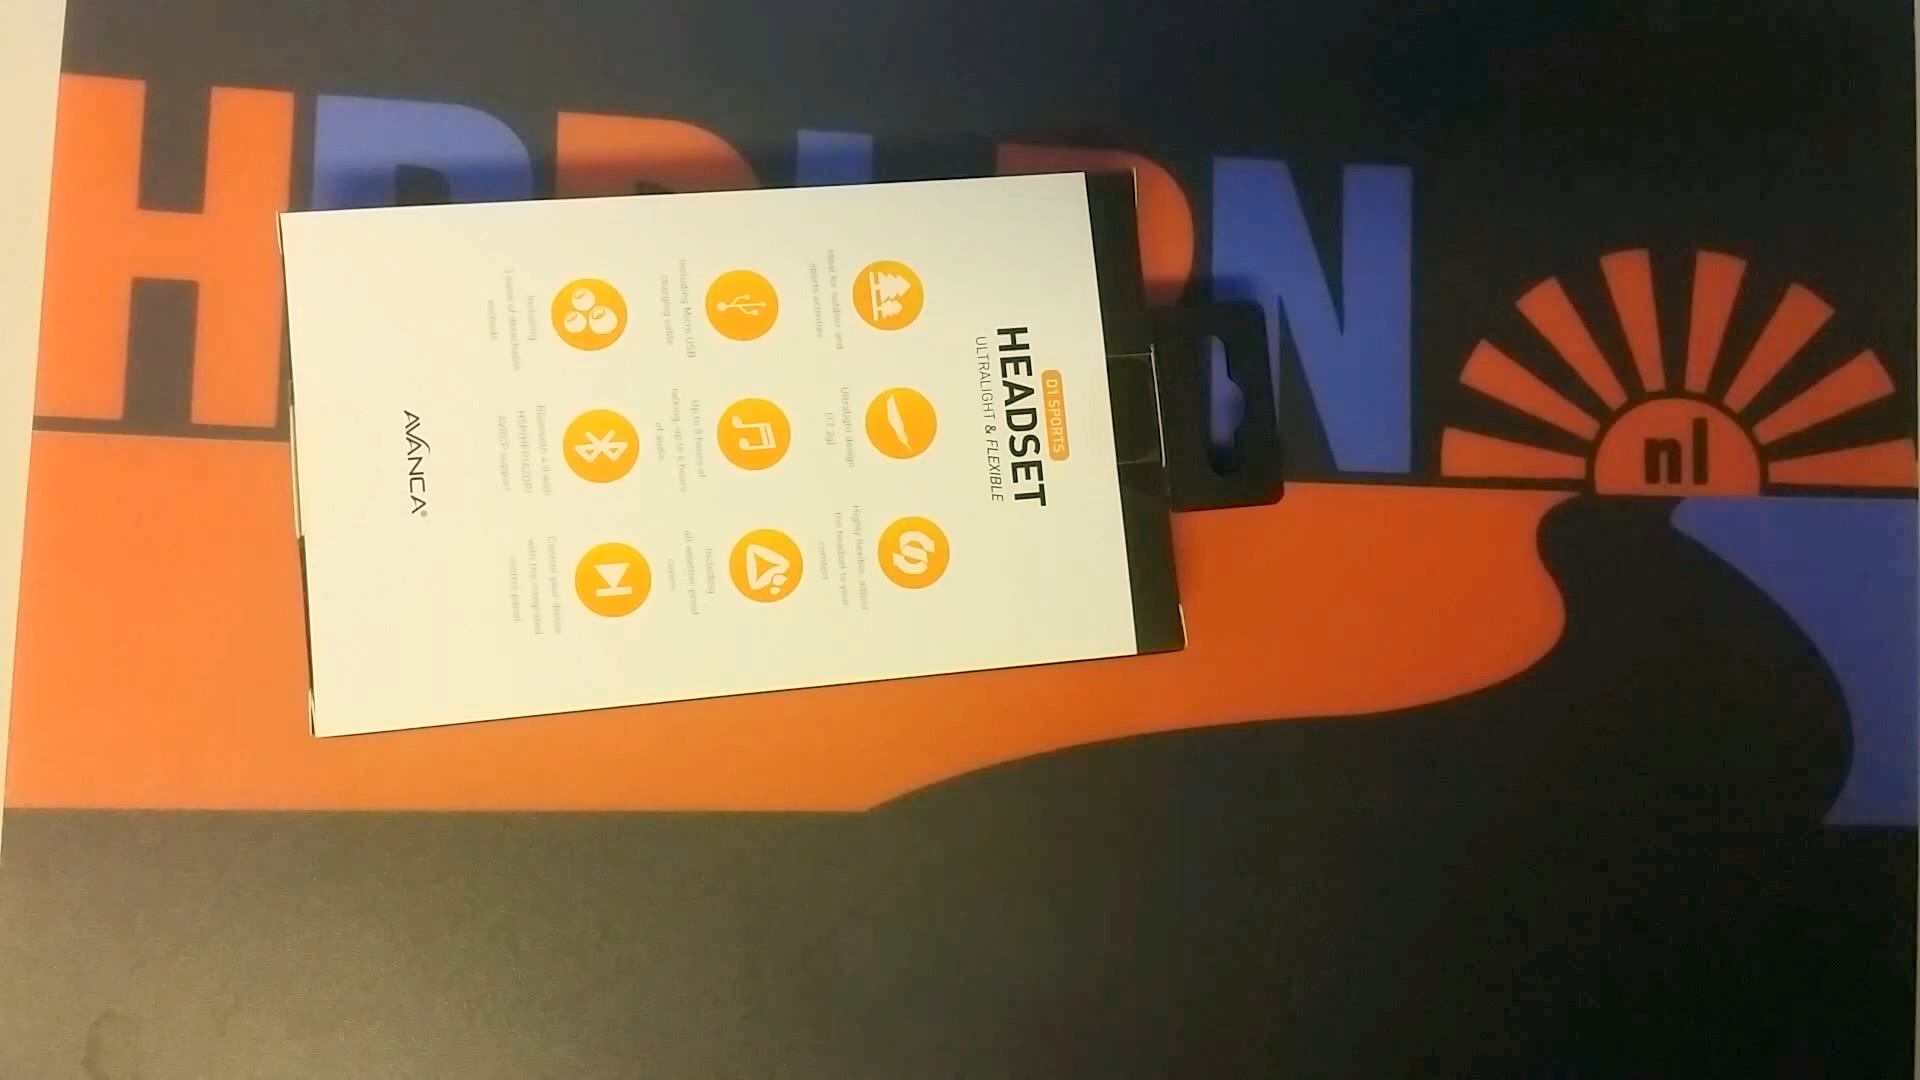 D1 SPORTS
HEADSET
ULTRALIGHT & FLEXIBLE
Ideal for outdoor and
sports activities
Ultralight design
(17.2g)
Highly flexible, adjust
the headset to your
comfort
Including Micro USB
charging cable
Up to 8 hours of
talking, up to 6 hours
of audio
Including
all weather proof
covers
Including
3 sizes of detachable
earbuds
Bluetooth 4.0 with
HSP/HFP/A2DP/
AVRCP support
Control your device
with the integrated
control panel
AVANCA®
N
nl